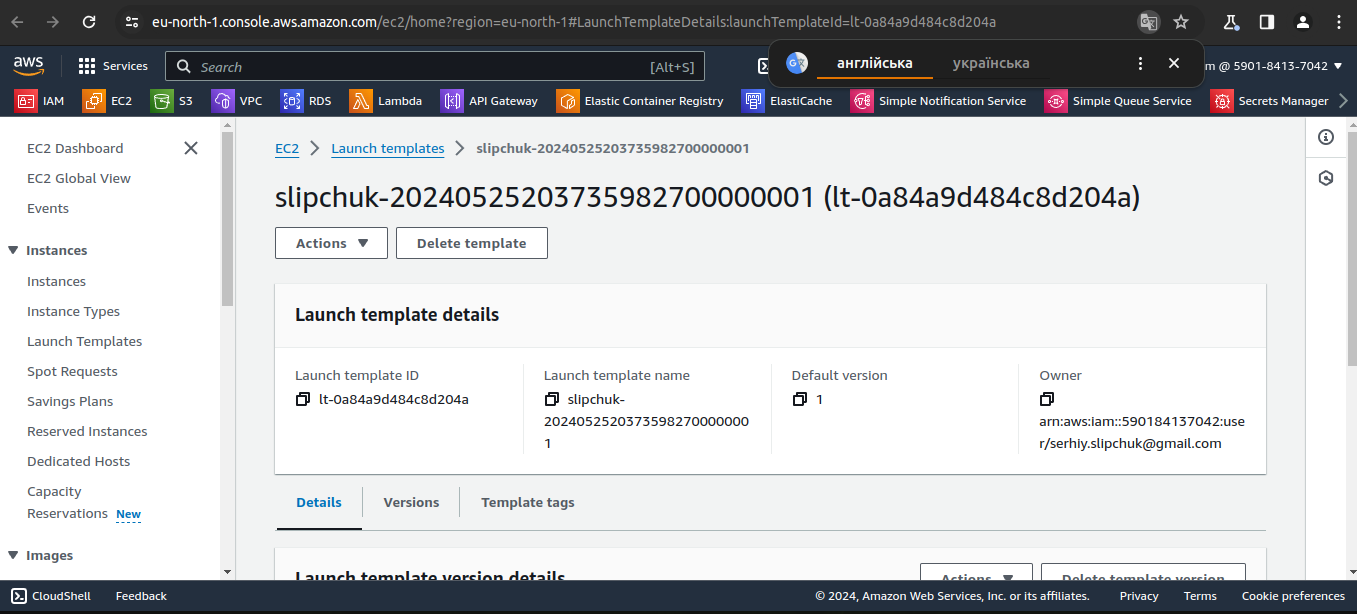 eu-north-1.console.aws.amazon.com/ec2/home?region=eu-north-1#LaunchTemplateDetails:launchTemplateId=lt-0a84a9d484c8d204a
aws
Services
Search [Alt+S]
англійська українська
m @ 5901-8413-7042
IAM EC2 S3 VPC RDS Lambda API Gateway Elastic Container Registry ElastiCache Simple Notification Service Simple Queue Service Secrets Manager
EC2 Dashboard
EC2 Global View
Events
Instances
Instances
Instance Types
Launch Templates
Spot Requests
Savings Plans
Reserved Instances
Dedicated Hosts
Capacity
Reservations New
Images
EC2 Launch templates slipchuk-20240525203735982700000001
slipchuk-20240525203735982700000001 (lt-0a84a9d484c8d204a)
Actions Delete template
Launch template details
Launch template ID
lt-0a84a9d484c8d204a
Launch template name
slipchuk-
2024052520373598270000000
1
Default version
1
Owner
arn:aws:iam::590184137042:use
r/serhiy.slipchuk@gmail.com
Details Versions Template tags
Launch template version details
Actions Delete template version
CloudShell Feedback © 2024, Amazon Web Services, Inc. or its affiliates. Privacy Terms Cookie preferences